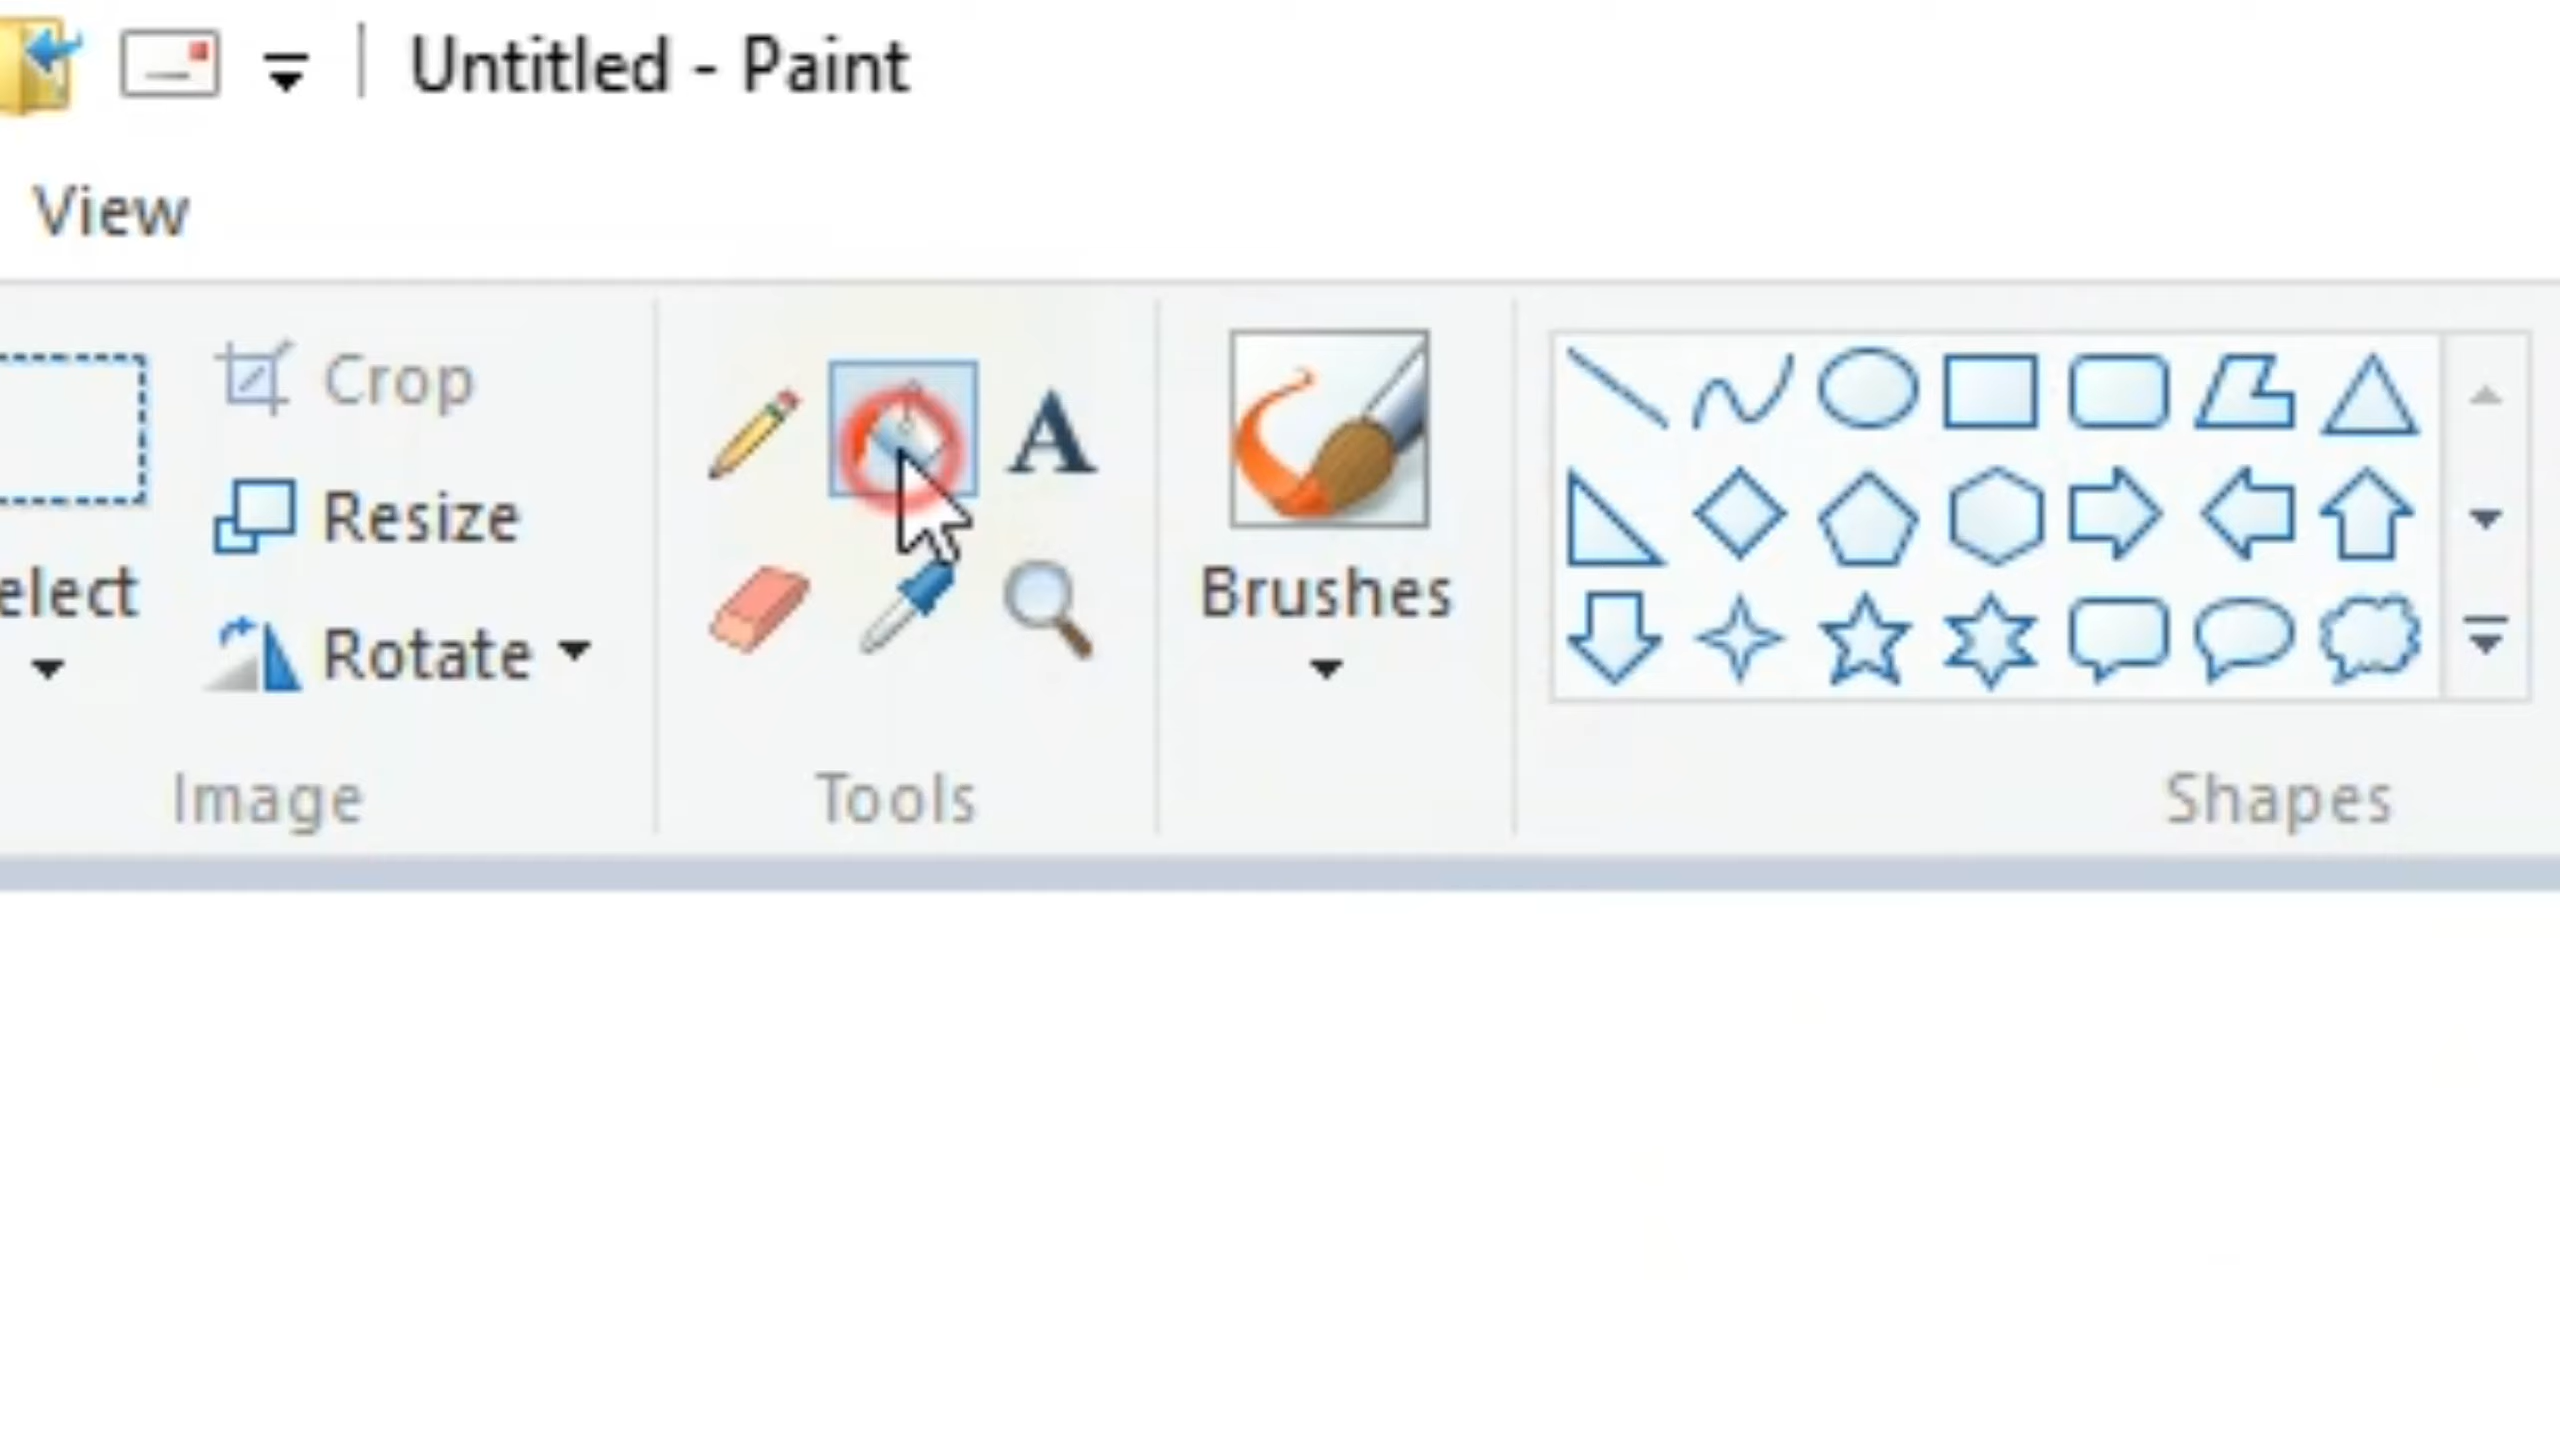 Untitled - Paint
View
Crop
Resize
elect
Rotate
Brushes
Image
Tools
Shapes